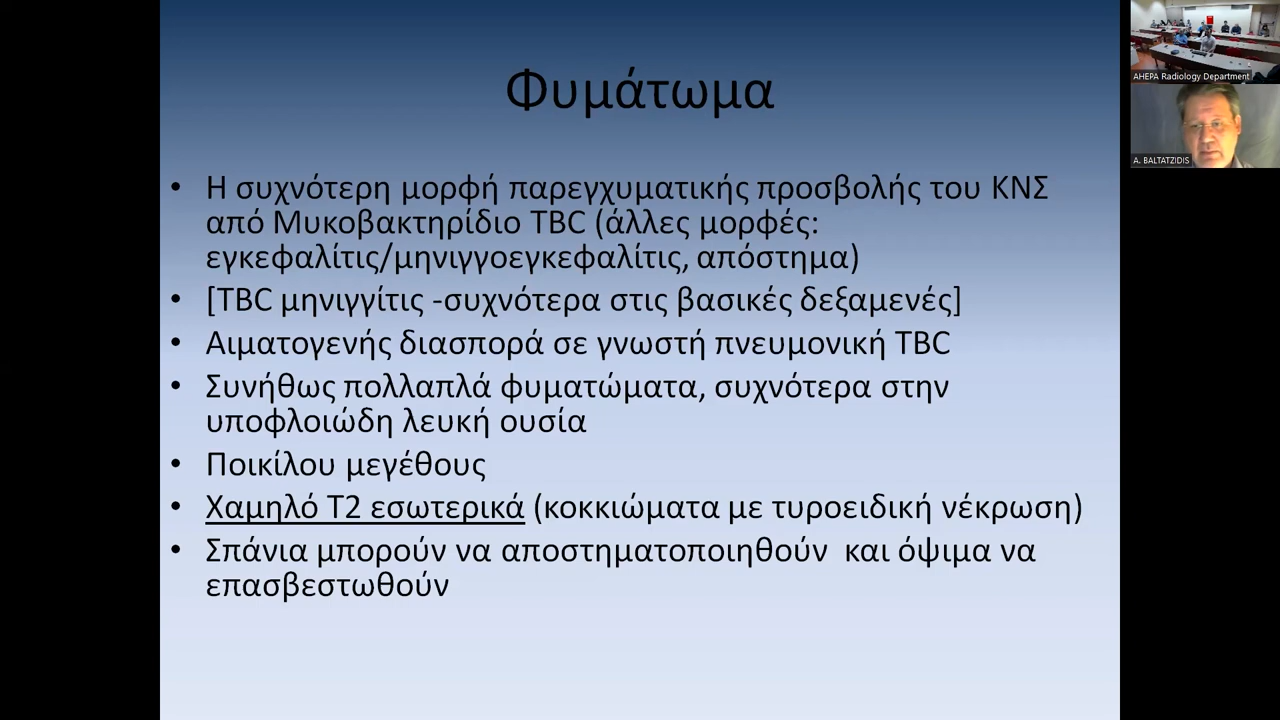 Φυμάτωμα
• Η συχνότερη μορφή παρεγχυματικής προσβολής του ΚΝΣ
από Μυκοβακτηρίδιο TBC (άλλες μορφές:
εγκεφαλίτις/μηνιγγοεγκεφαλίτις, απόστημα)
• [TBC μηνιγγίτις -συχνότερα στις βασικές δεξαμενές]
• Αιματογενής διασπορά σε γνωστή πνευμονική TBC
• Συνήθως πολλαπλά φυματώματα, συχνότερα στην
υποφλοιώδη λευκή ουσία
• Ποικίλου μεγέθους
• Χαμηλό Τ2 εσωτερικά (κοκκιώματα με τυροειδική νέκρωση)
• Σπάνια μπορούν να αποστηματοποιηθούν  και όψιμα να
επασβεστωθούν
AHEPA Radiology Department
A. BALTATZIDIS